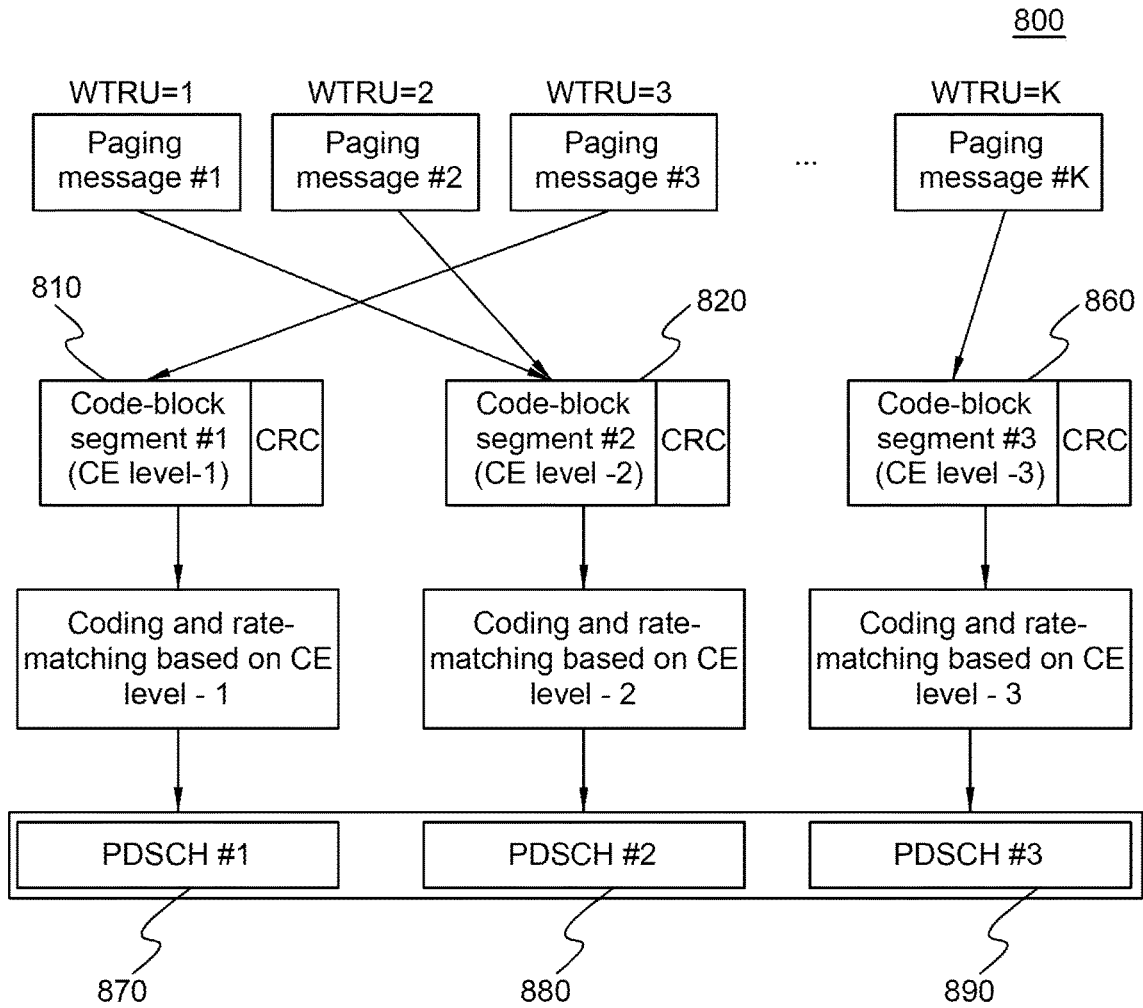 800
WTRU=1 WTRU=2 WTRU=3 WTRU=K
Paging
message #1
Paging
message #2
Paging
message #3
...
Paging
message #K
810
820
860
Code-block
segment #1
(CE level-1)
CRC
Code-block
segment #2
(CE level -2)
CRC
Code-block
segment #3
(CE level -3)
CRC
Coding and rate-
matching based on CE
level - 1
Coding and rate-
matching based on CE
level - 2
Coding and rate-
matching based on CE
level - 3
PDSCH #1
PDSCH #2
PDSCH #3
870
880
890